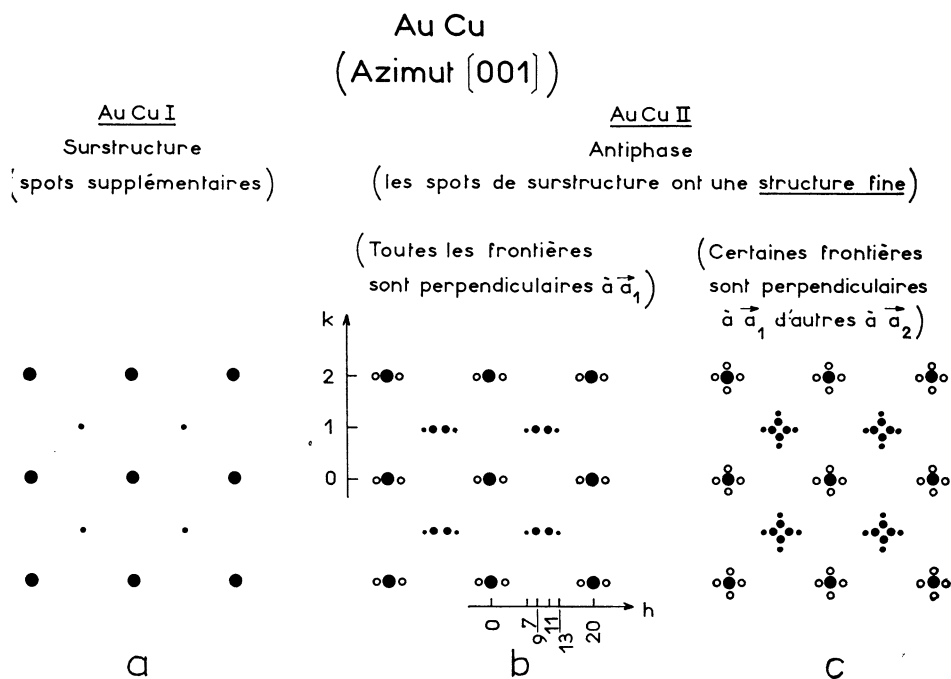 Au Cu
(Azimut [001])
Au Cu I
Surstructure
(spots supplémentaires)
Au Cu II
Antiphase
(les spots de surstructure ont une structure fine)
(Toutes les frontières
sont perpendiculaires à a⃗₁)
(Certaines frontières
sont perpendiculaires
à a⃗₁ d'autres à a⃗₂)
k
2
1
0
h
0
7
9
11
13
20
a
b
c